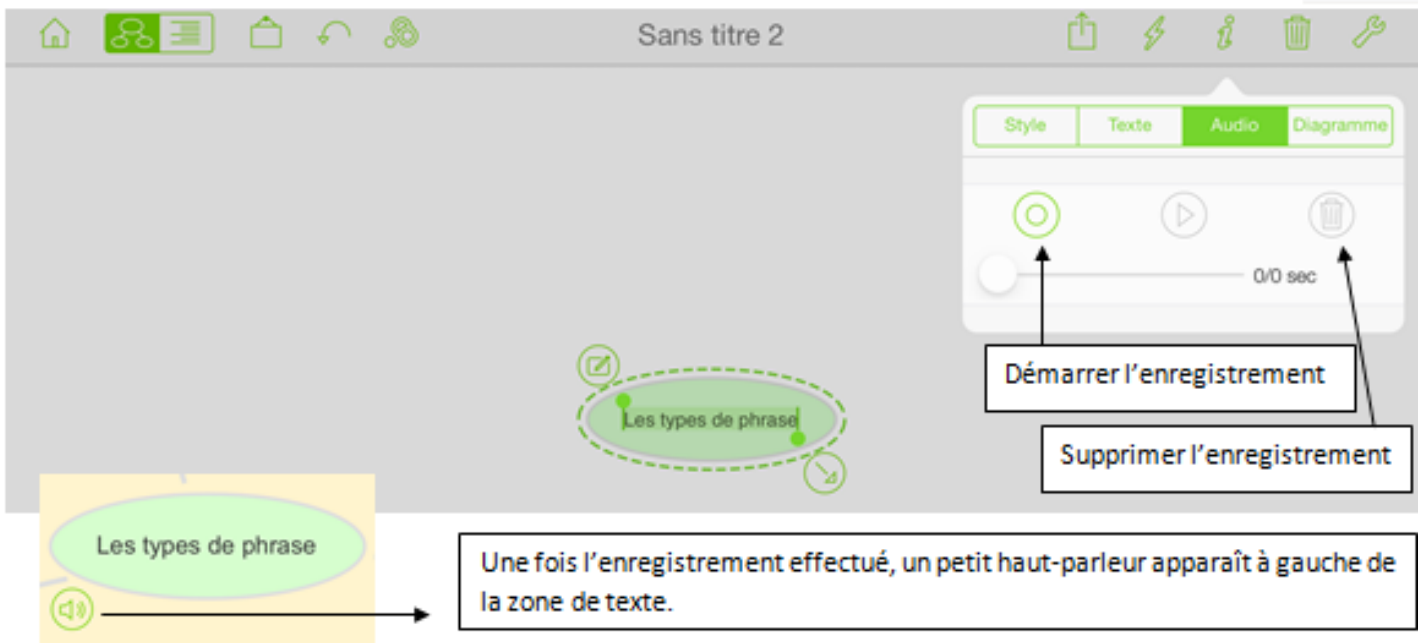 Sans titre 2
Style Texte Audio Diagramme
0/0 sec
Démarrer l'enregistrement
Les types de phrase
Supprimer l'enregistrement
Les types de phrase
Une fois l'enregistrement effectué, un petit haut-parleur apparaît à gauche de
la zone de texte.